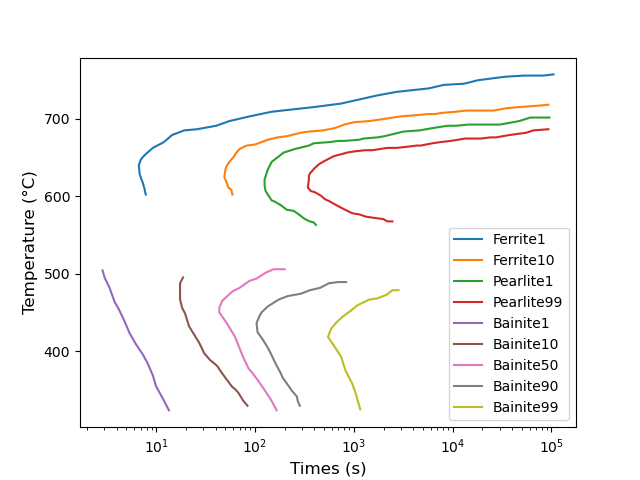 700
600
500
400
Temperature (°C)
10¹
10²
10³
10⁴
10⁵
Times (s)
Ferrite1
Ferrite10
Pearlite1
Pearlite99
Bainite1
Bainite10
Bainite50
Bainite90
Bainite99